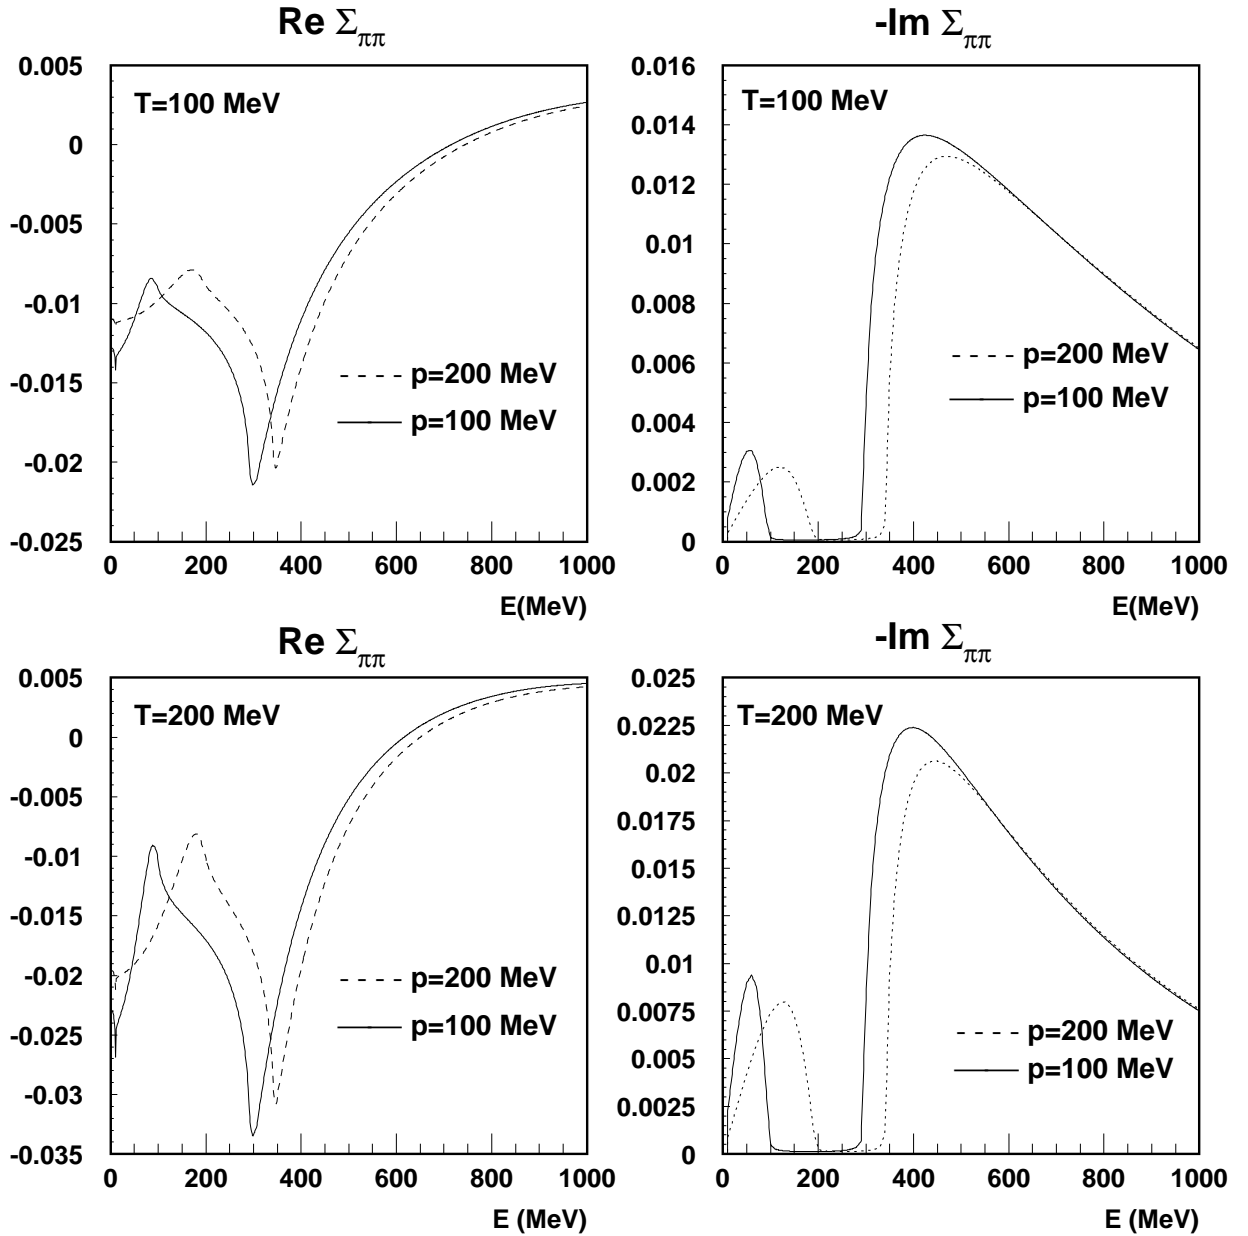 Re Σππ
0.005
0
-0.005
-0.01
-0.015
-0.02
-0.025
T=100 MeV
p=200 MeV
p=100 MeV
0 200 400 600 800 1000
E(MeV)
-Im Σππ
0.016
0.014
0.012
0.01
0.008
0.006
0.004
0.002
0
T=100 MeV
p=200 MeV
p=100 MeV
0 200 400 600 800 1000
E(MeV)
Re Σππ
0.005
0
-0.005
-0.01
-0.015
-0.02
-0.025
-0.03
-0.035
T=200 MeV
p=200 MeV
p=100 MeV
0 200 400 600 800 1000
E (MeV)
-Im Σππ
0.025
0.0225
0.02
0.0175
0.015
0.0125
0.01
0.0075
0.005
0.0025
0
T=200 MeV
p=200 MeV
p=100 MeV
0 200 400 600 800 1000
E (MeV)